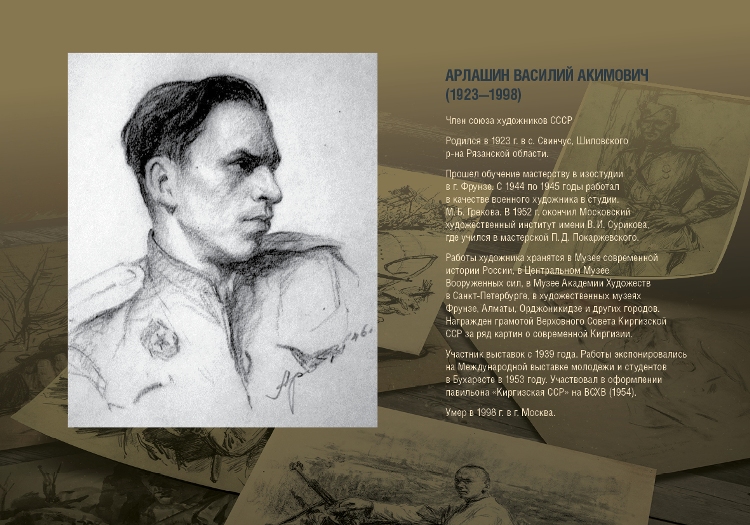 АРЛАШИН ВАСИЛИЙ АКИМОВИЧ
(1923—1998)
Член союза художников СССР
Родился в 1923 г. в с. Свинчус, Шиловского
р-на Рязанской области.
Прошел обучение мастерству в изостудии
в г. Фрунзе. С 1944 по 1945 годы работал
в качестве военного художника в студии.
М. Б. Грекова. В 1952 г. окончил Московский
художественный институт имени В. И. Сурикова,
где учился в мастерской П. Д. Покаржевского.
Работы художника хранятся в Музее современной
истории России, в Центральном Музее
Вооруженных сил, в Музее Академии Художеств
в Санкт-Петербурге, в художественных музеях
Фрунзе, Алматы, Орджоникидзе и других городов.
Награжден грамотой Верховного Совета Киргизской
ССР за ряд картин о современной Киргизии.
Участник выставок с 1939 года. Работы экспонировались
на Международной выставке молодежи и студентов
в Бухаресте в 1953 году. Участвовал в оформлении
павильона «Киргизская ССР» на ВСХВ (1954).
Умер в 1998 г. в г. Москва.